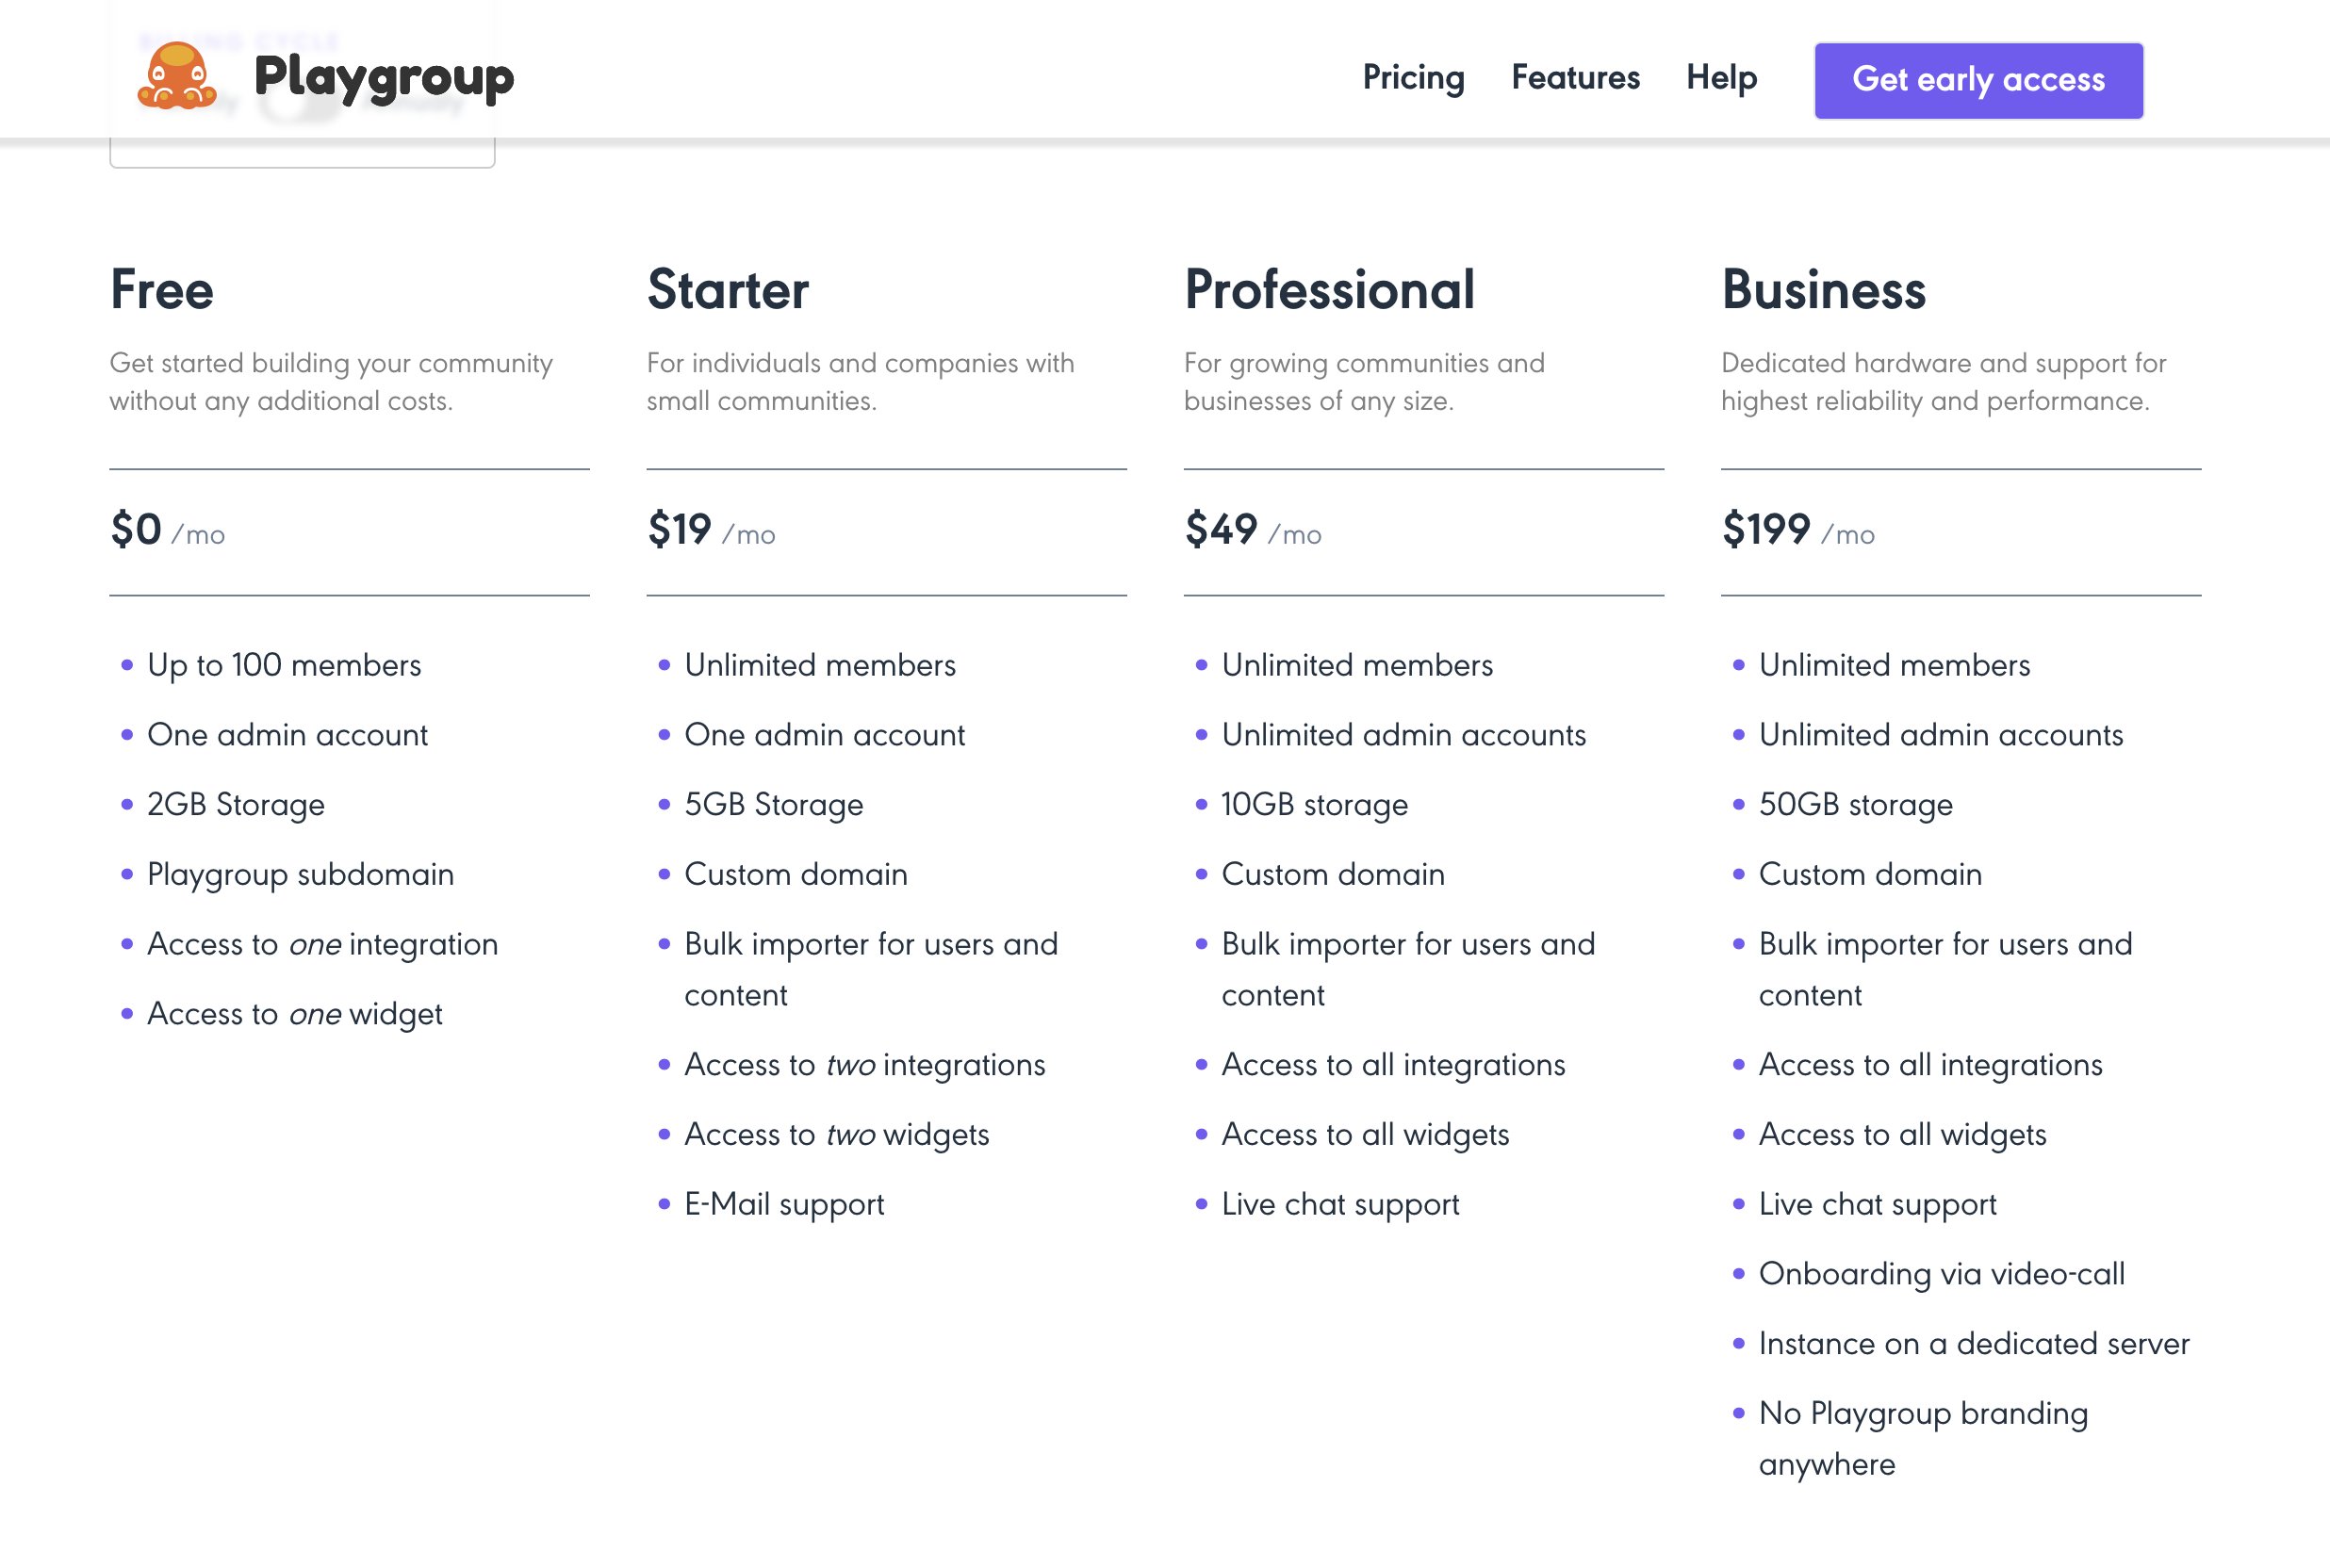 BILLING CYCLE
Playgroup
Pricing
Features
Help
Get early access
Free
Get started building your community
without any additional costs.
$0 /mo
Up to 100 members
One admin account
2GB Storage
Playgroup subdomain
Access to one integration
Access to one widget
Starter
For individuals and companies with
small communities.
$19 /mo
Unlimited members
One admin account
5GB Storage
Custom domain
Bulk importer for users and
content
Access to two integrations
Access to two widgets
E-Mail support
Professional
For growing communities and
businesses of any size.
$49 /mo
Unlimited members
Unlimited admin accounts
10GB storage
Custom domain
Bulk importer for users and
content
Access to all integrations
Access to all widgets
Live chat support
Business
Dedicated hardware and support for
highest reliability and performance.
$199 /mo
Unlimited members
Unlimited admin accounts
50GB storage
Custom domain
Bulk importer for users and
content
Access to all integrations
Access to all widgets
Live chat support
Onboarding via video-call
Instance on a dedicated server
No Playgroup branding
anywhere